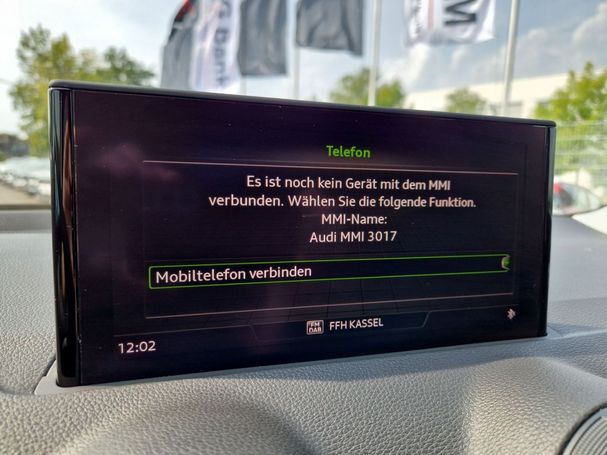 Telefon
Es ist noch kein Gerät mit dem MMI
verbunden. Wählen Sie die folgende Funktion.
MMI-Name:
Audi MMI 3017
Mobiltelefon verbinden
FM
DAB
FFH KASSEL
12:02